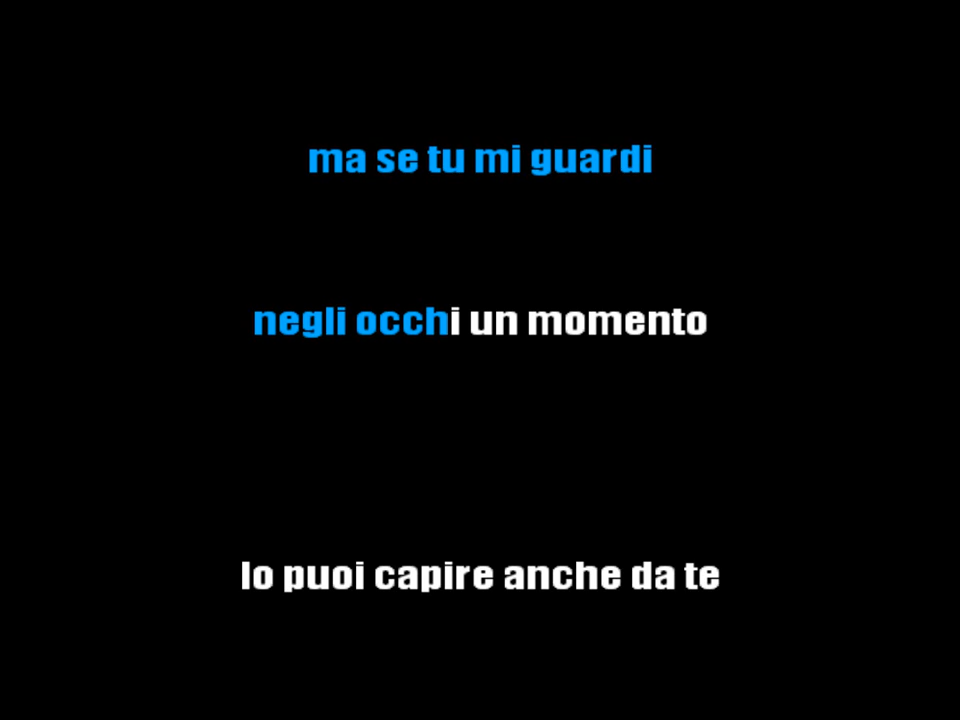 ma se tu mi guardi
negli occhi un momento
lo puoi capire anche da te